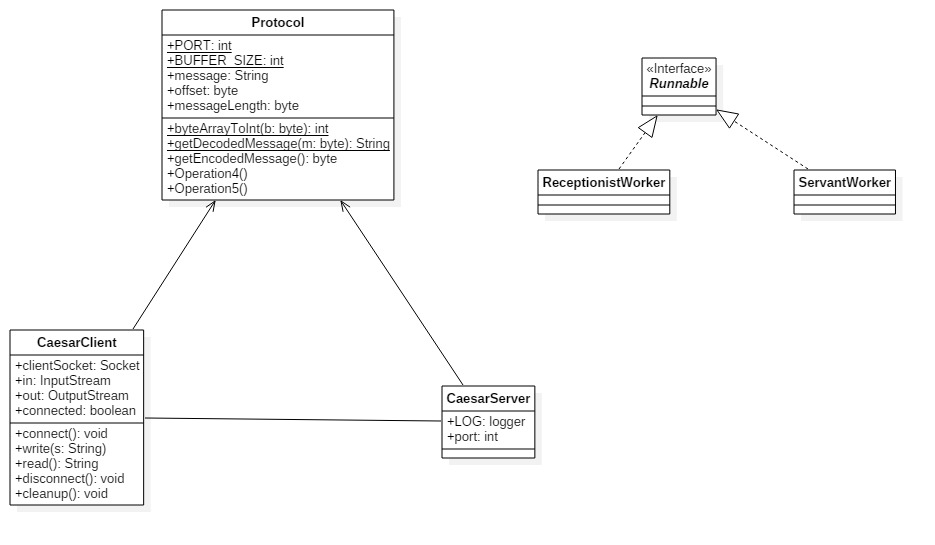 Protocol
+PORT: int
+BUFFER_SIZE: int
+message: String
+offset: byte
+messageLength: byte
+byteArrayToInt(b: byte): int
+getDecodedMessage(m: byte): String
+getEncodedMessage(): byte
+Operation4()
+Operation5()
«Interface»
Runnable
ReceptionistWorker
ServantWorker
CaesarClient
+clientSocket: Socket
+in: InputStream
+out: OutputStream
+connected: boolean
+connect(): void
+write(s: String)
+read(): String
+disconnect(): void
+cleanup(): void
CaesarServer
+LOG: logger
+port: int